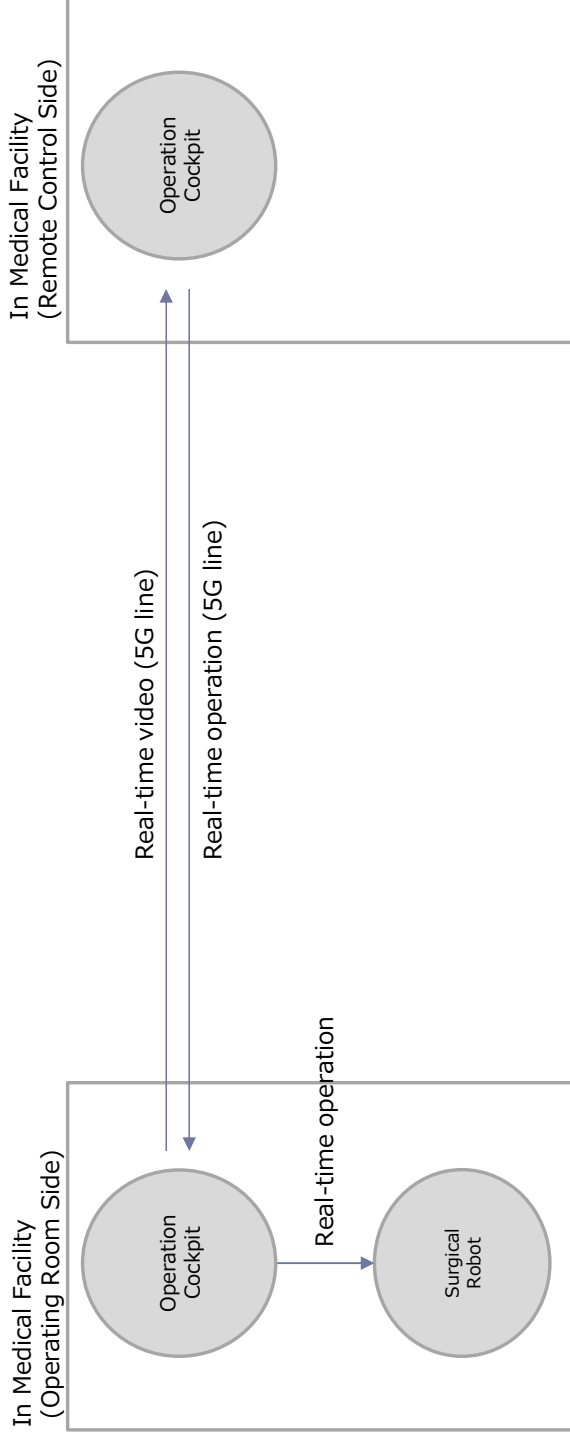 In Medical Facility
(Operating Room Side)
Operation
Cockpit
Real-time operation
Surgical
Robot
Real-time video (5G line)
Real-time operation (5G line)
In Medical Facility
(Remote Control Side)
Operation
Cockpit